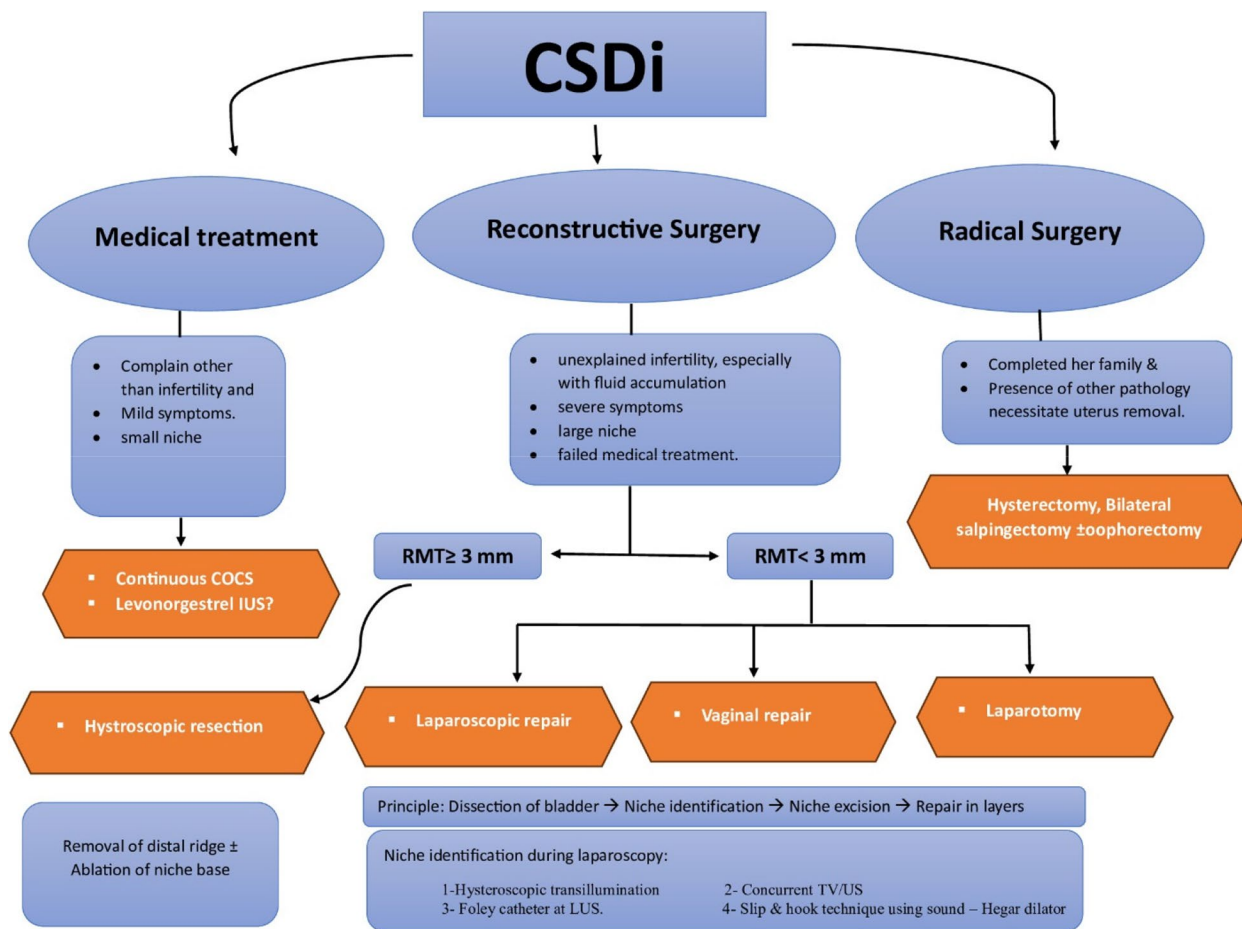 CSDi
Medical treatment
Reconstructive Surgery
Radical Surgery
• Complain other
than infertility and
• Mild symptoms.
• small niche
• unexplained infertility, especially
with fluid accumulation
• severe symptoms
• large niche
• failed medical treatment.
• Completed her family &
• Presence of other pathology
necessitate uterus removal.
Hysterectomy, Bilateral
salpingectomy ±oophorectomy
RMT≥ 3 mm
RMT< 3 mm
▪ Continuous COCS
▪ Levonorgestrel IUS?
▪ Hystroscopic resection
▪ Laparoscopic repair
▪ Vaginal repair
▪ Laparotomy
Removal of distal ridge ±
Ablation of niche base
Principle: Dissection of bladder → Niche identification → Niche excision → Repair in layers
Niche identification during laparoscopy:
1-Hysteroscopic transillumination 2- Concurrent TV/US
3- Foley catheter at LUS. 4- Slip & hook technique using sound – Hegar dilator